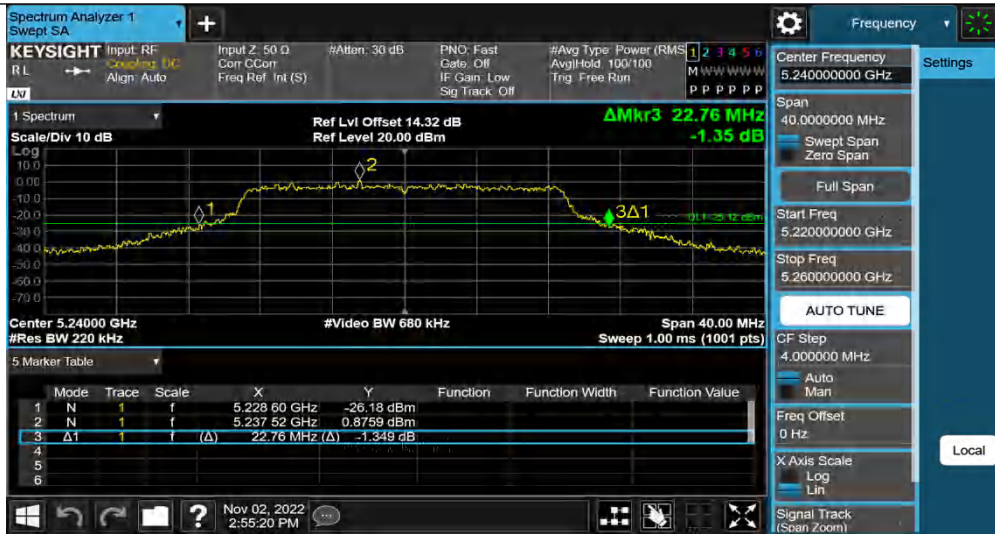 Spectrum Analyzer 1
Swept SA
Frequency
KEYSIGHT
RL
LXI
Input: RF
Coupling: DC
Align: Auto
Input Z: 50 Ω
Corr CCorr
Freq Ref: Int (S)
#Atten: 30 dB
PNO: Fast
Gate: Off
IF Gain: Low
Sig Track: Off
#Avg Type: Power (RMS
Avg|Hold: 100/100
Trig: Free Run
1 2 3 4 5 6
M W W W W W
P P P P P P
1 Spectrum
Scale/Div 10 dB
Ref Lvl Offset 14.32 dB
Ref Level 20.00 dBm
ΔMkr3 22.76 MHz
-1.35 dB
Log
10.0
0.00
-10.0
-20.0
-30.0
-40.0
-50.0
-60.0
-70.0
1
2
3Δ1
DL1 -25.12 dBm
Center 5.24000 GHz
#Res BW 220 kHz
#Video BW 680 kHz
Span 40.00 MHz
Sweep 1.00 ms (1001 pts)
5 Marker Table
Mode Trace Scale X Y Function Function Width Function Value
1 N 1 f 5.228 60 GHz -26.18 dBm
2 N 1 f 5.237 52 GHz 0.8759 dBm
3 Δ1 1 f (Δ) 22.76 MHz (Δ) -1.349 dB
4
5
6
Nov 02, 2022
2:55:20 PM
Center Frequency
5.240000000 GHz
Span
40.0000000 MHz
Swept Span
Zero Span
Full Span
Start Freq
5.220000000 GHz
Stop Freq
5.260000000 GHz
AUTO TUNE
CF Step
4.000000 MHz
Auto
Man
Freq Offset
0 Hz
X Axis Scale
Log
Lin
Signal Track
(Span Zoom)
Settings
Local